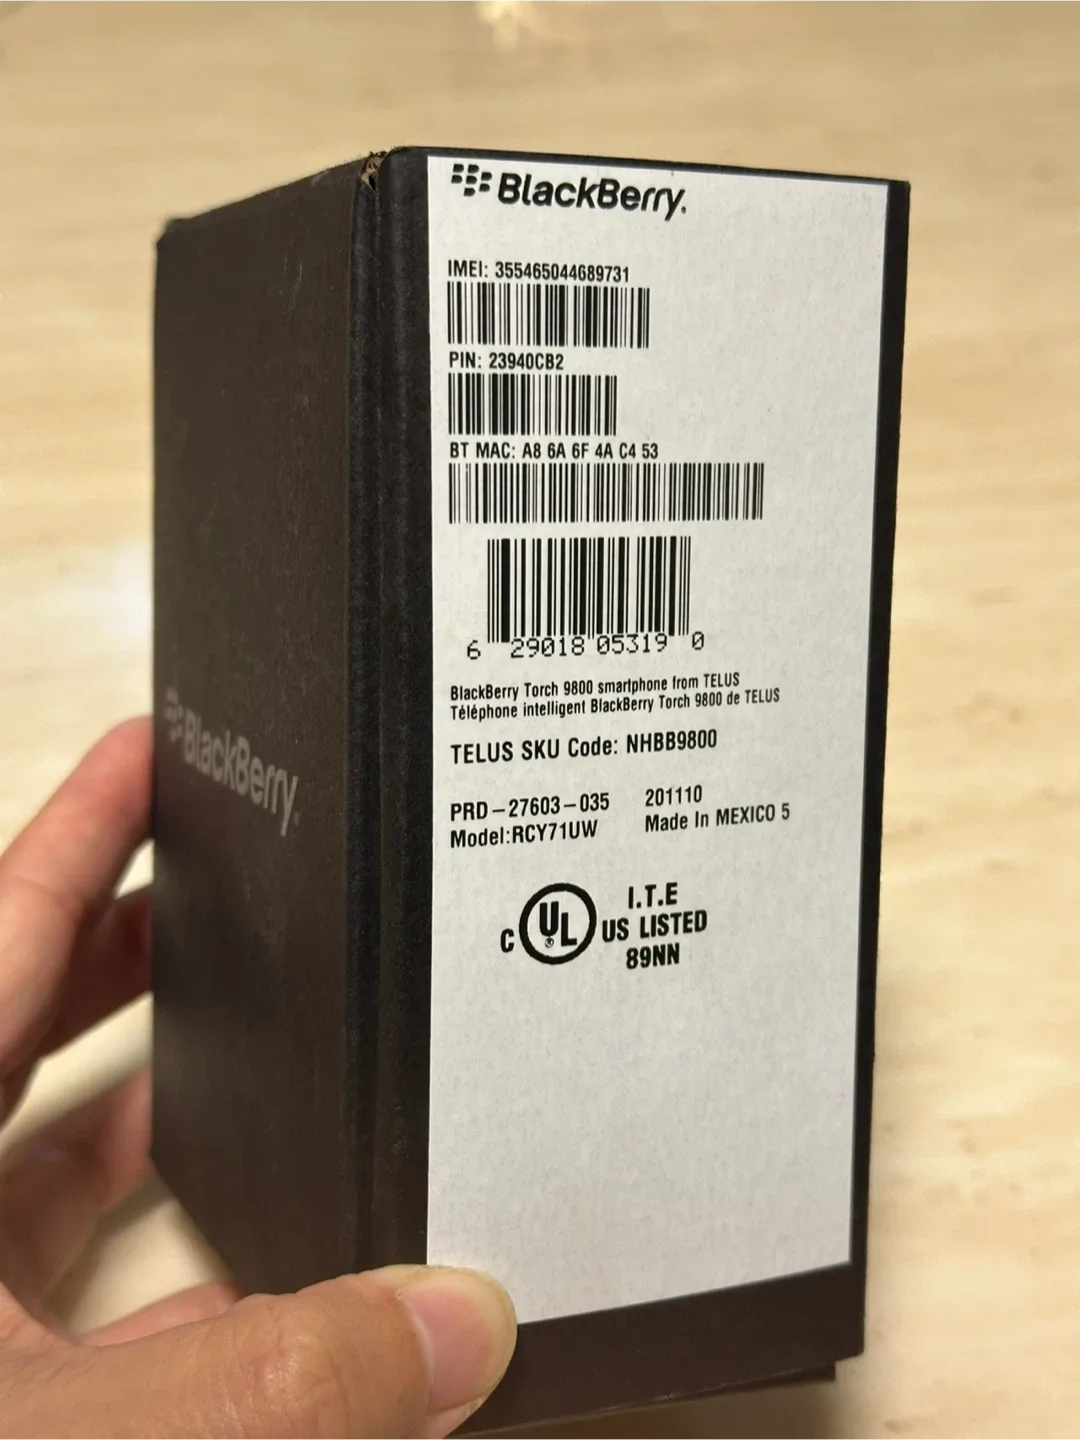 BlackBerry.
IMEI: 355465044689731
PIN: 23940CB2
BT MAC: A8 6A 6F 4A C4 53
6 29018 05319 0
BlackBerry Torch 9800 smartphone from TELUS
Téléphone intelligent BlackBerry Torch 9800 de TELUS
TELUS SKU Code: NHBB9800
PRD-27603-035 201110
Model:RCY71UW Made In MEXICO 5
I.T.E
C UL ® US LISTED
89NN
BlackBerry.